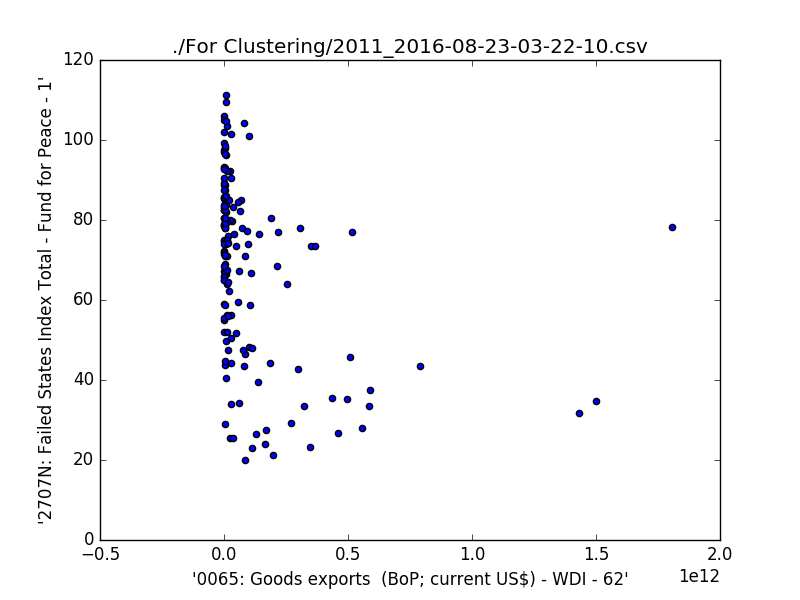 ./For Clustering/2011_2016-08-23-03-22-10.csv
'2707N: Failed States Index Total - Fund for Peace - 1'
120
100
80
60
40
20
0
−0.5 0.0 0.5 1.0 1.5 2.0
1e12
'0065: Goods exports  (BoP; current US$) - WDI - 62'